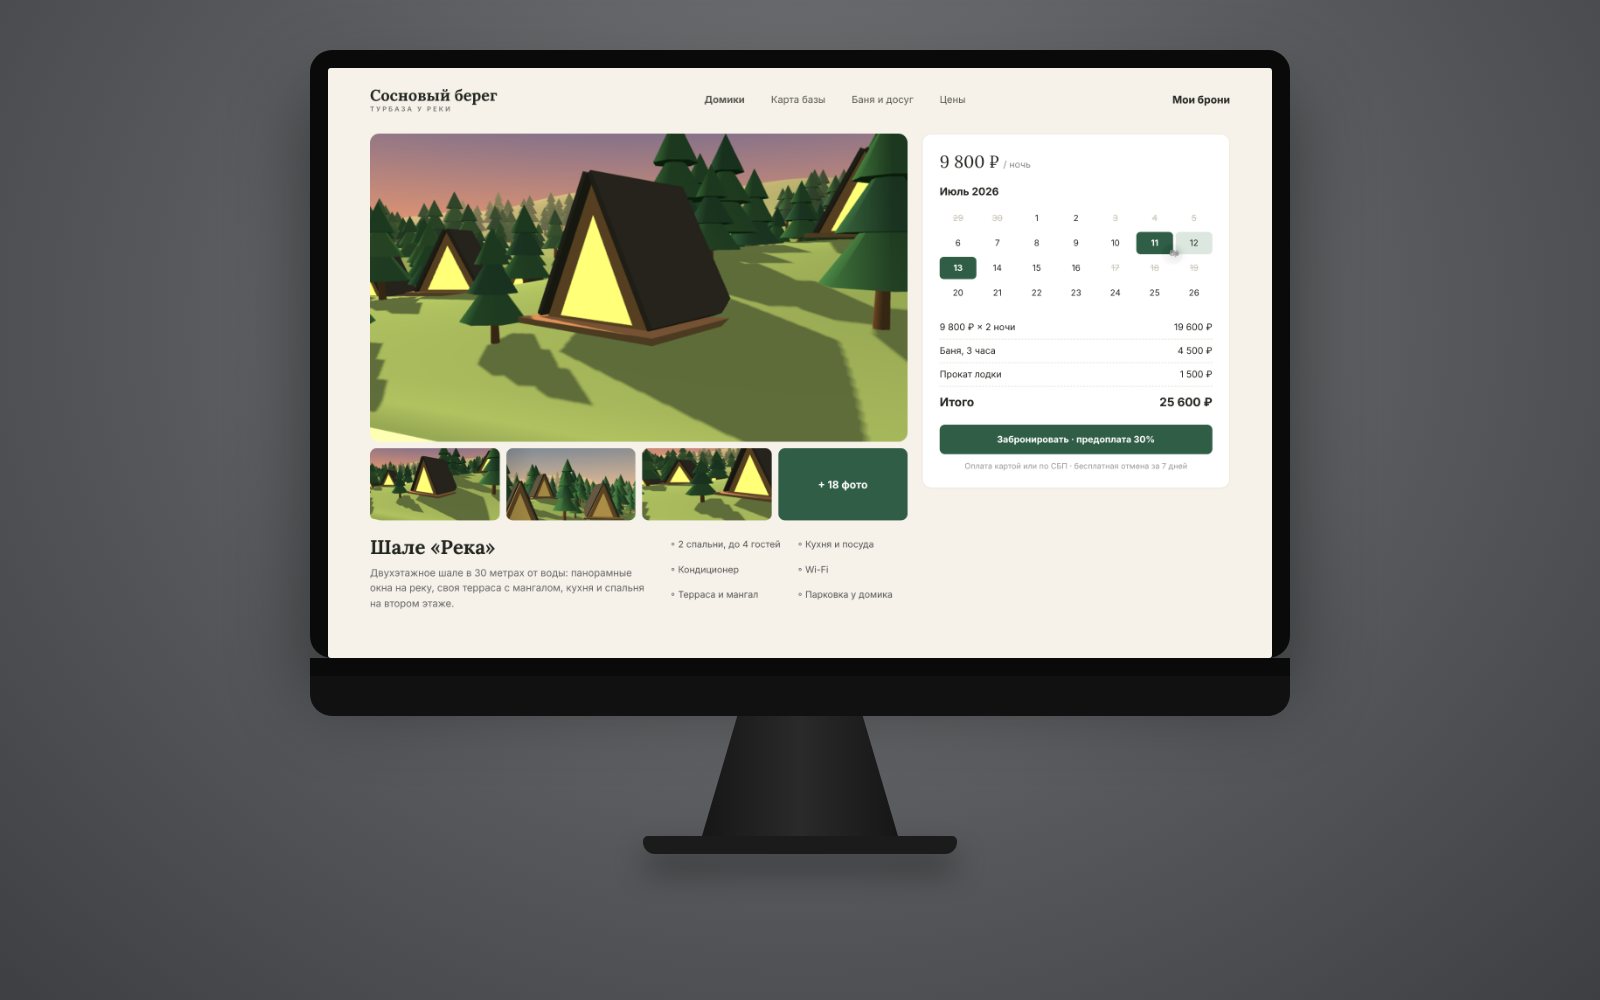 Сосновый берег
ТУРБАЗА У РЕКИ
Домики Карта базы Баня и досуг Цены
Мои брони
9 800 ₽ / ночь
Июль 2026
29 30 1 2 3 4 5
6 7 8 9 10 11 12
13 14 15 16 17 18 19
20 21 22 23 24 25 26
9 800 ₽ × 2 ночи 19 600 ₽
Баня, 3 часа 4 500 ₽
Прокат лодки 1 500 ₽
Итого 25 600 ₽
Забронировать · предоплата 30%
Оплата картой или по СБП · бесплатная отмена за 7 дней
+ 18 фото
Шале «Река»
Двухэтажное шале в 30 метрах от воды: панорамные
окна на реку, своя терраса с мангалом, кухня и спальня
на втором этаже.
2 спальни, до 4 гостей
Кухня и посуда
Кондиционер
Wi-Fi
Терраса и мангал
Парковка у домика